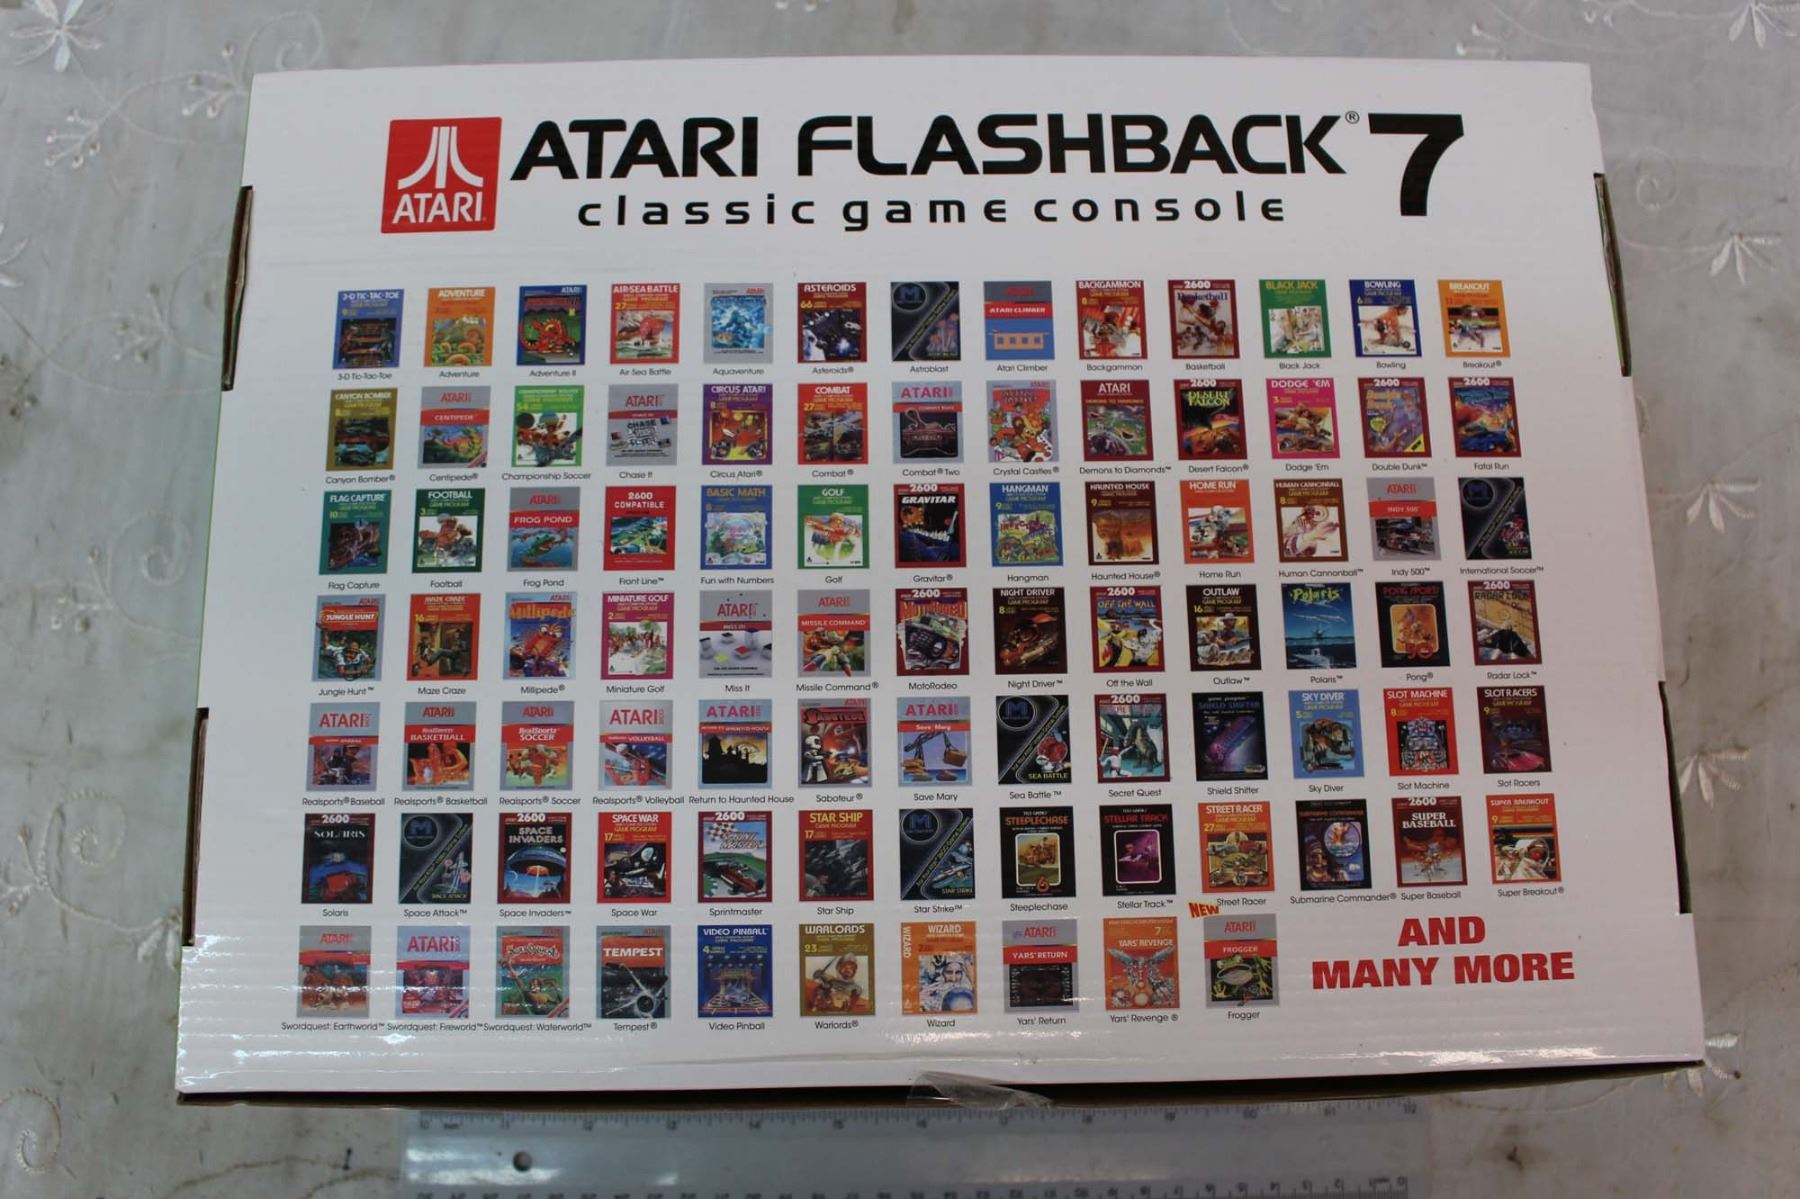 ATARI
ATARI FLASHBACK® 7
classic game console
3-D Tic-Tac-Toe Adventure Adventure II Air Sea Battle Aquaventure Asteroids® Astroblast Atari Climber Backgammon Basketball Black Jack Bowling Breakout®
Canyon Bomber® Centipede® Championship Soccer Chase It Circus Atari® Combat® Combat® Two Crystal Castles® Demons to Diamonds™ Desert Falcon® Dodge 'Em Double Dunk™ Fatal Run
Flag Capture Football Frog Pond Front Line™ Fun with Numbers Golf Gravitar® Hangman Haunted House® Home Run Human Cannonball™ Indy 500™ International Soccer™
Jungle Hunt™ Maze Craze Millipede® Miniature Golf Miss It Missile Command® MotoRodeo Night Driver™ Off the Wall Outlaw™ Polaris™ Pong® Radar Lock™
Realsports® Baseball Realsports® Basketball Realsports® Soccer Realsports® Volleyball Return to Haunted House Saboteur® Save Mary Sea Battle™ Secret Quest Shield Shifter Sky Diver Slot Machine Slot Racers
Solaris Space Attack™ Space Invaders™ Space War Sprintmaster Star Ship Star Strike™ Steeplechase Stellar Track™ Street Racer Submarine Commander® Super Baseball Super Breakout®
NEW
Swordquest: Earthworld™ Swordquest: Fireworld™ Swordquest: Waterworld™ Tempest® Video Pinball Warlords® Wizard Yars' Return Yars' Revenge® Frogger
AND
MANY MORE